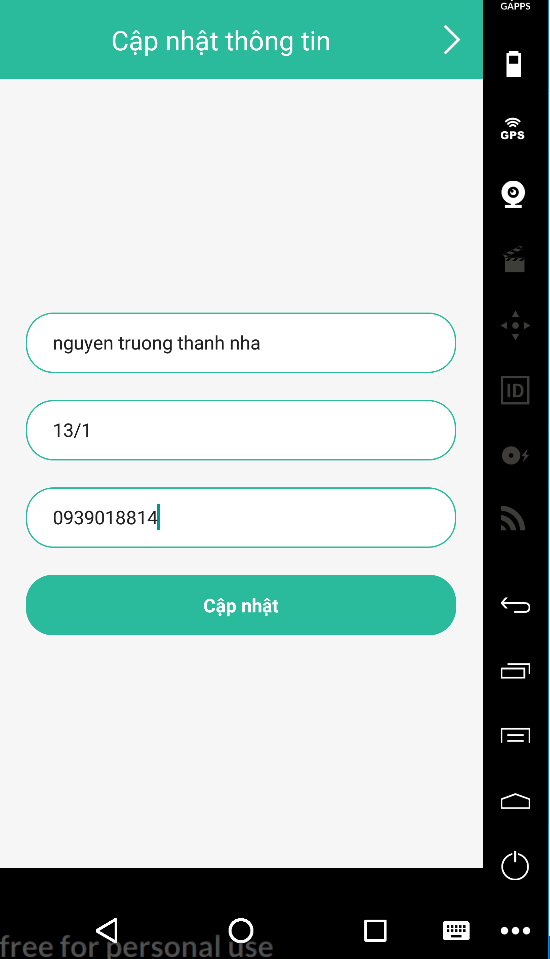 GAPPS
Cập nhật thông tin
GPS
nguyen truong thanh nha
ID
13/1
0939018814
Cập nhật
free for personal use